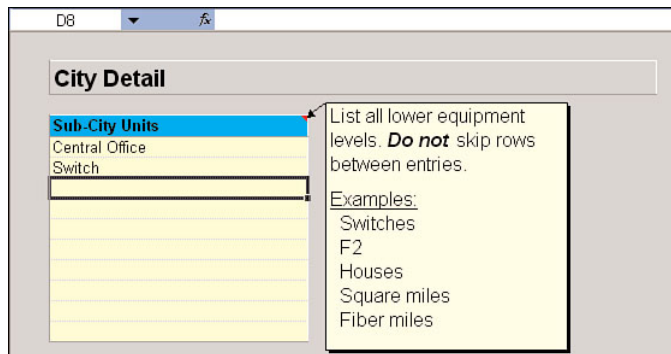 D8 fx
City Detail
Sub-City Units
Central Office
Switch
List all lower equipment
levels. Do not skip rows
between entries.
Examples:
Switches
F2
Houses
Square miles
Fiber miles